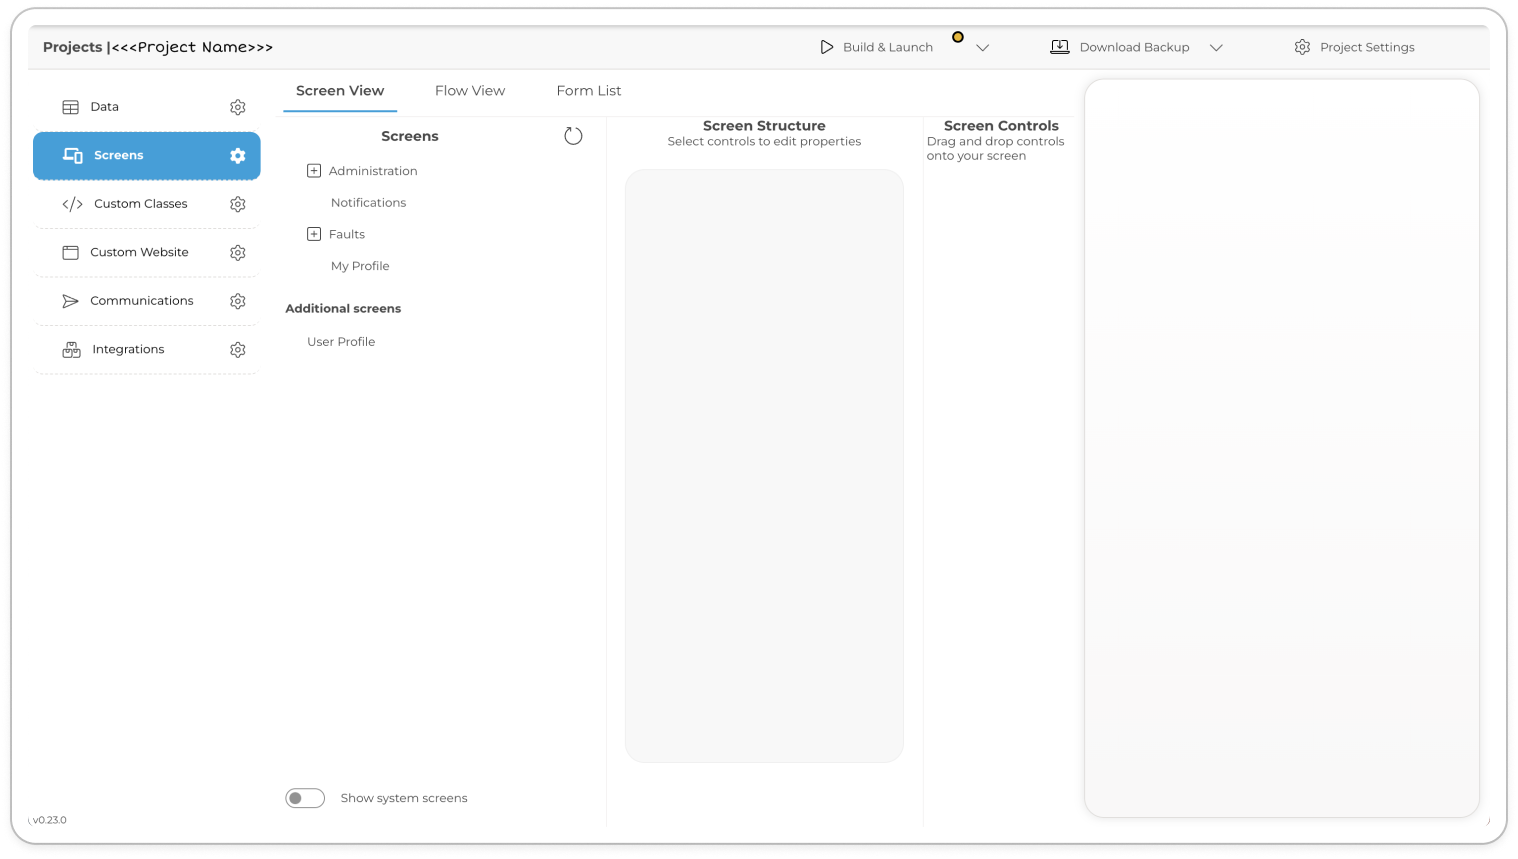 Projects |<<<Project Name>>>
Build & Launch
Download Backup
Project Settings
Data
Screens
Custom Classes
Custom Website
Communications
Integrations
v0.23.0
Screen View
Flow View
Form List
Screens
Administration
Notifications
Faults
My Profile
Additional screens
User Profile
Show system screens
Screen Structure
Select controls to edit properties
Screen Controls
Drag and drop controls
onto your screen